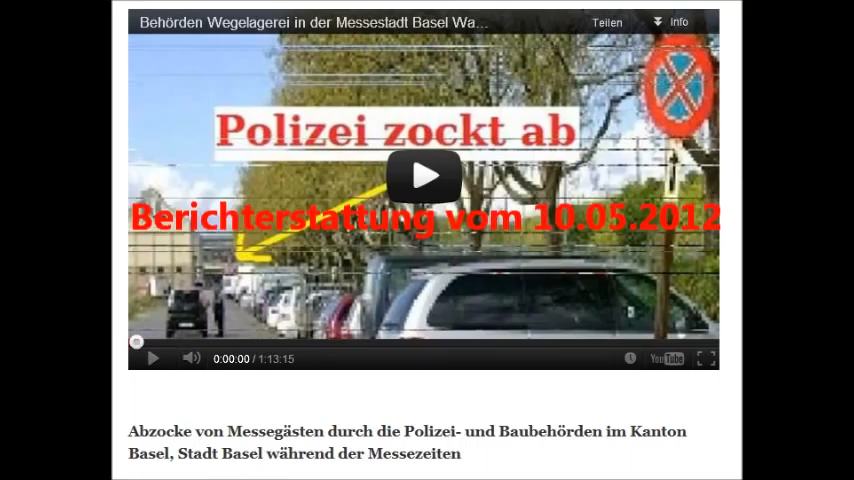 Behörden Wegelagerei in der Messestadt Basel Wa...
Teilen
Info
Polizei zockt ab
Berichterstattung vom 10.05.2012
0:00:00 / 1:13:15
YouTube
Abzocke von Messegästen durch die Polizei- und Baubehörden im Kanton
Basel, Stadt Basel während der Messezeiten